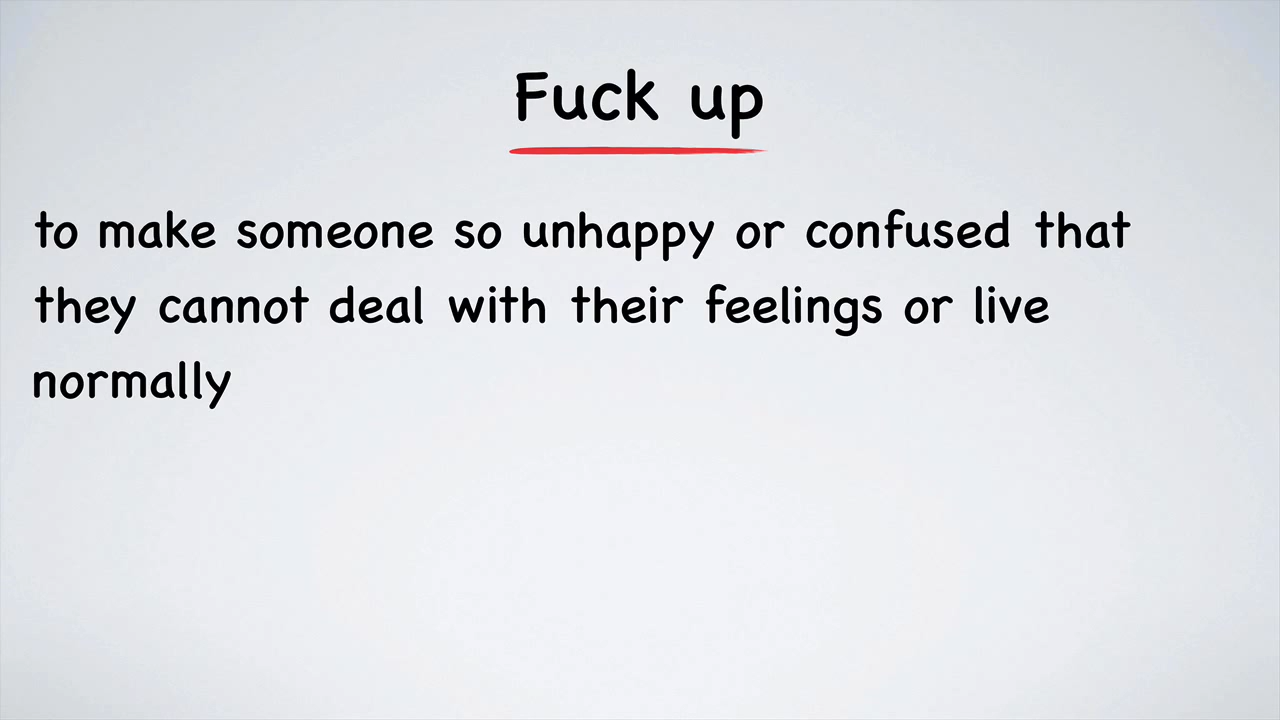 Fuck up
to make someone so unhappy or confused that
they cannot deal with their feelings or live
normally